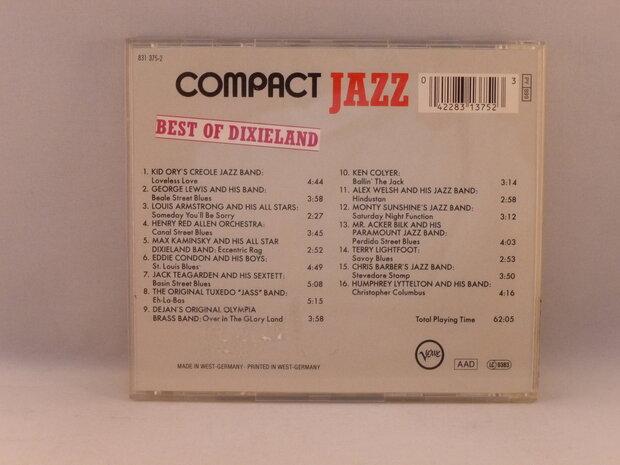 831 375-2
COMPACT JAZZ
0 42283 13752 3
PY 899
BEST OF DIXIELAND
1. KID ORY'S CREOLE JAZZ BAND:
Loveless Love 4:44
2. GEORGE LEWIS AND HIS BAND:
Beale Street Blues 3:58
3. LOUIS ARMSTRONG AND HIS ALL STARS:
Someday You'll Be Sorry 2:27
4. HENRY RED ALLEN ORCHESTRA:
Canal Street Blues 3:45
5. MAX KAMINSKY AND HIS ALL STAR
DIXIELAND BAND: Eccentric Rag 2:52
6. EDDIE CONDON AND HIS BOYS:
St. Louis Blues 4:49
7. JACK TEAGARDEN AND HIS SEXTETT:
Basin Street Blues 5:08
8. THE ORIGINAL TUXEDO "JASS" BAND:
Eh-La-Bas 5:15
9. DEJAN'S ORIGINAL OLYMPIA
BRASS BAND: Over In The GLory Land 3:58
10. KEN COLYER:
Ballin' The Jack 3:14
11. ALEX WELSH AND HIS JAZZ BAND:
Hindustan 2:58
12. MONTY SUNSHINE'S JAZZ BAND:
Saturday Night Function 3:12
13. MR. ACKER BILK AND HIS
PARAMOUNT JAZZ BAND:
Perdido Street Blues 4:03
14. TERRY LIGHTFOOT:
Savoy Blues 2:53
15. CHRIS BARBER'S JAZZ BAND:
Stevedore Stomp 3:50
16. HUMPHREY LYTTELTON AND HIS BAND:
Christopher Columbus 4:16
Total Playing Time 62:05
MADE IN WEST-GERMANY · PRINTED IN WEST-GERMANY
Verve
AAD
LC 0383